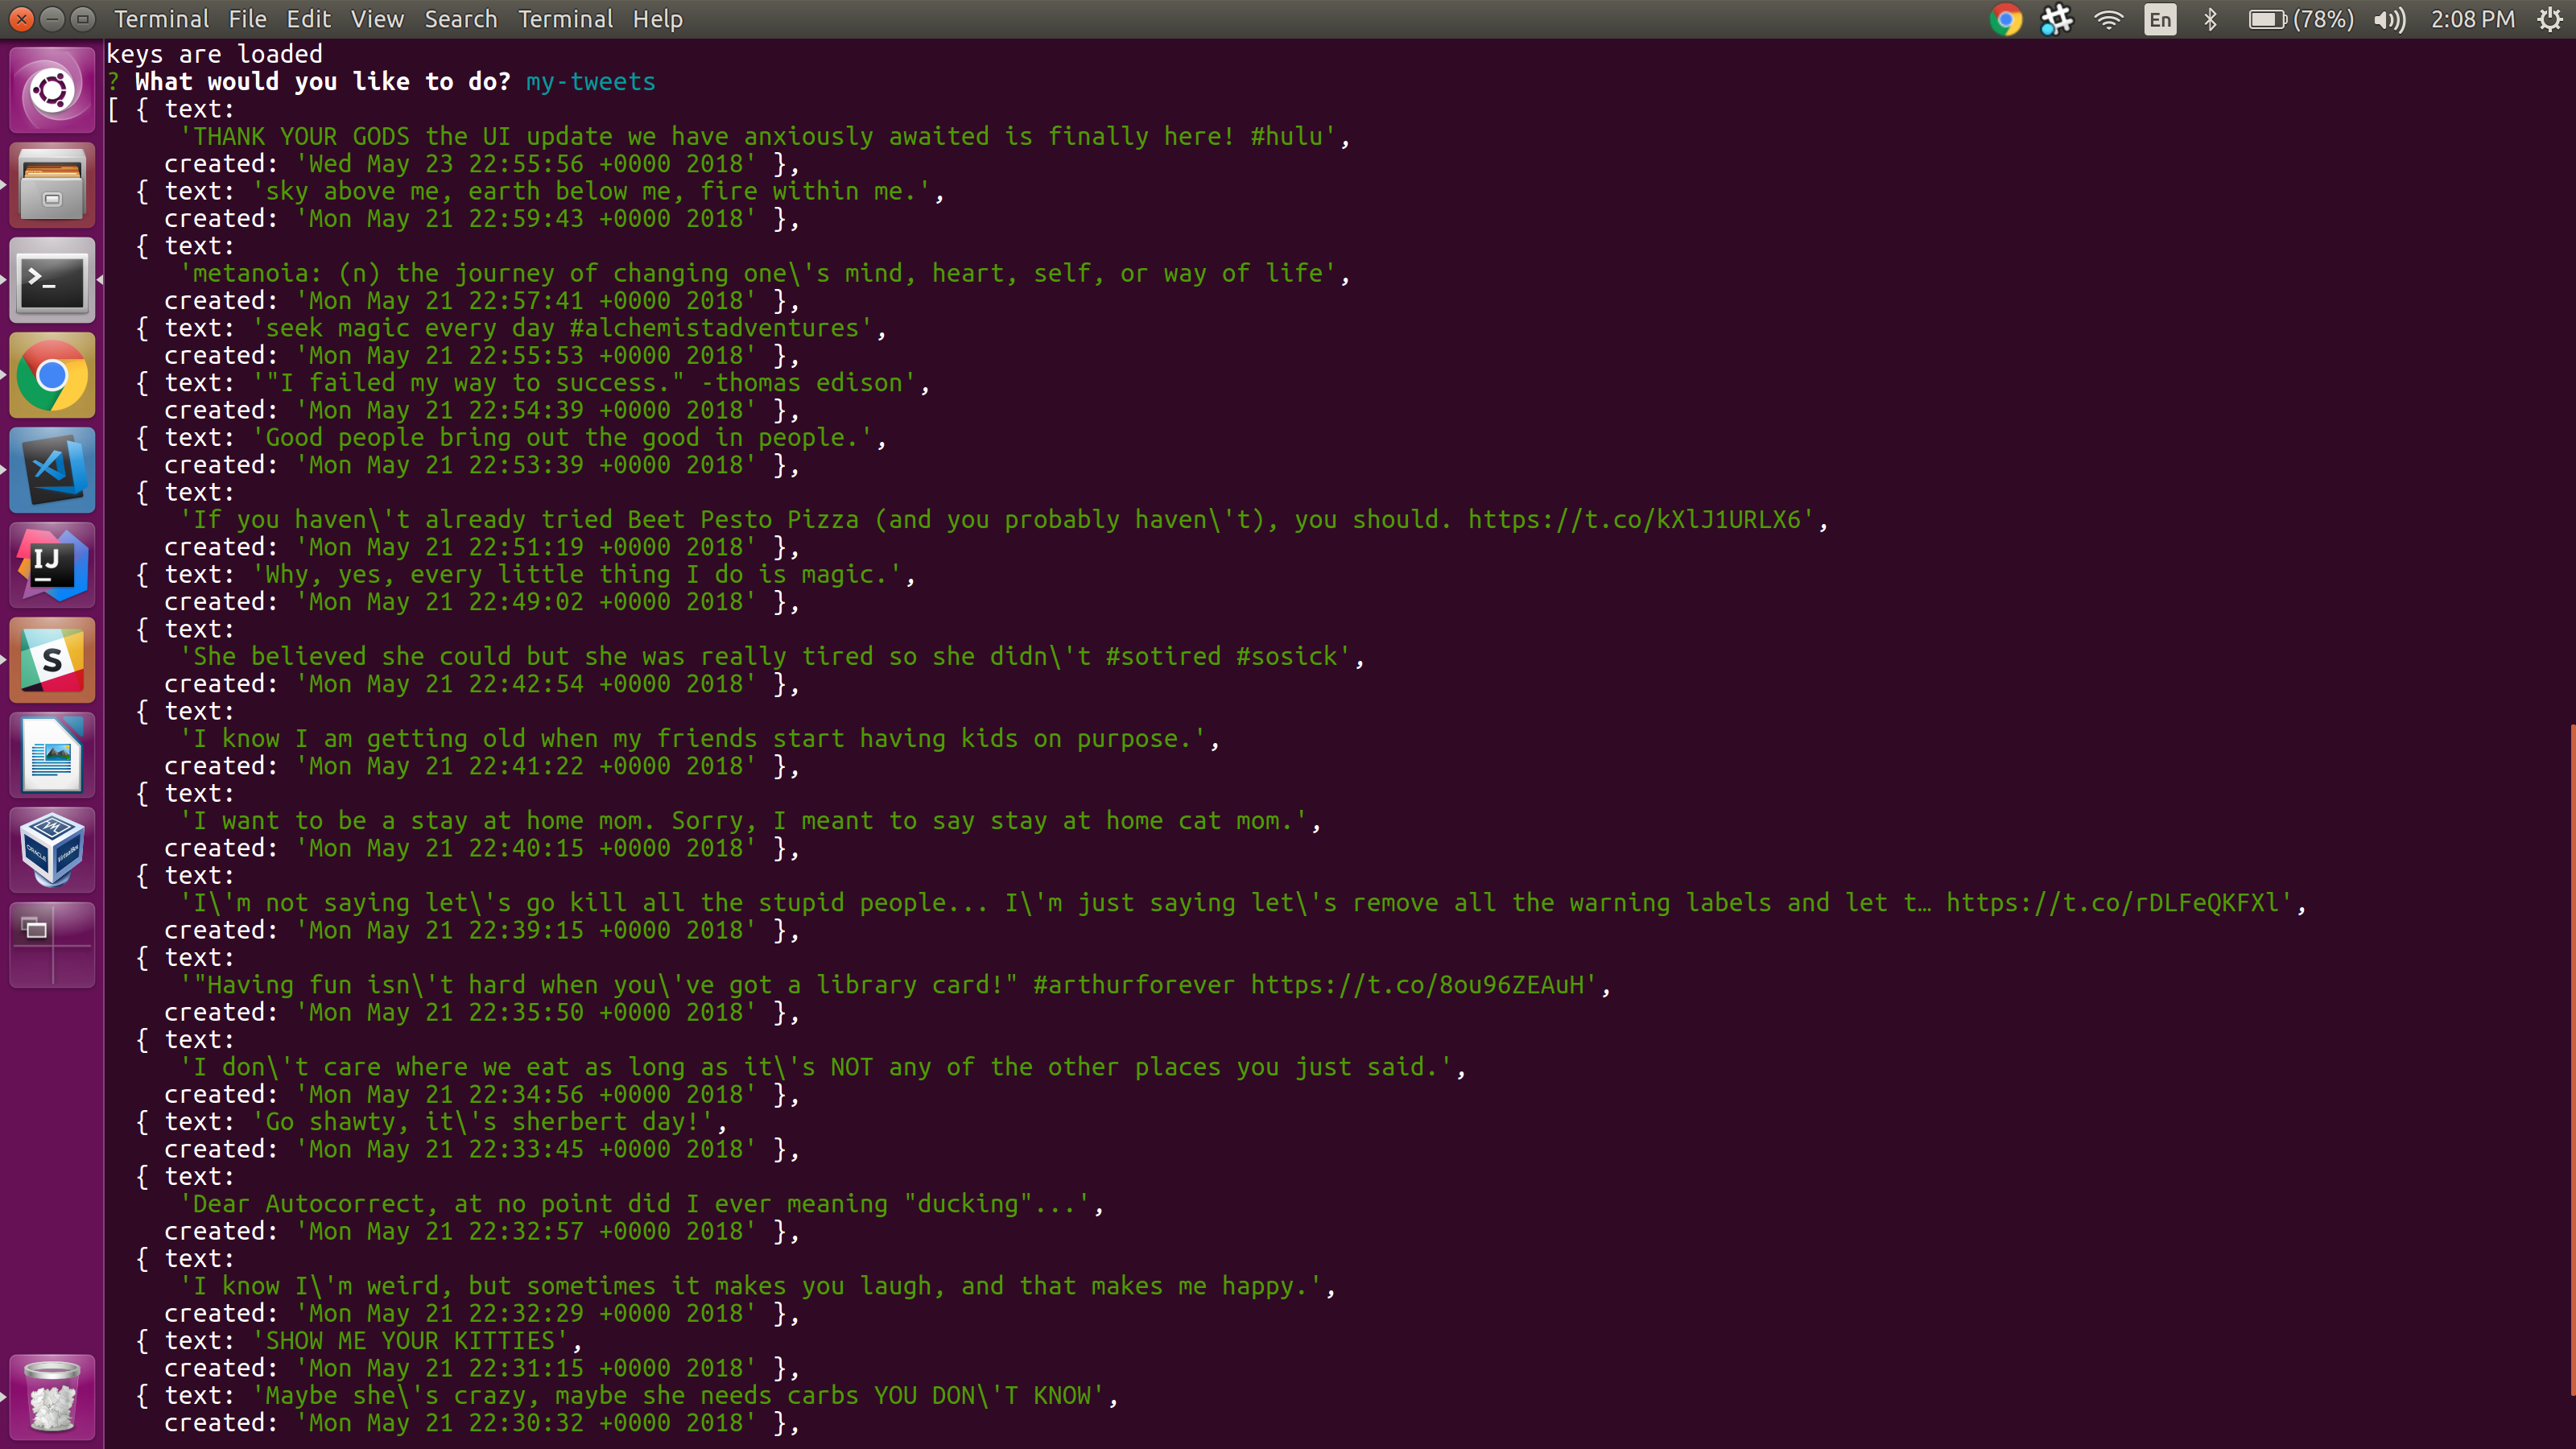 Terminal File Edit View Search Terminal Help En (78%) 2:08 PM
keys are loaded
? What would you like to do? my-tweets
[ { text:
'THANK YOUR GODS the UI update we have anxiously awaited is finally here! #hulu',
created: 'Wed May 23 22:55:56 +0000 2018' },
{ text: 'sky above me, earth below me, fire within me.',
created: 'Mon May 21 22:59:43 +0000 2018' },
{ text:
'metanoia: (n) the journey of changing one\'s mind, heart, self, or way of life',
created: 'Mon May 21 22:57:41 +0000 2018' },
{ text: 'seek magic every day #alchemistadventures',
created: 'Mon May 21 22:55:53 +0000 2018' },
{ text: '"I failed my way to success." -thomas edison',
created: 'Mon May 21 22:54:39 +0000 2018' },
{ text: 'Good people bring out the good in people.',
created: 'Mon May 21 22:53:39 +0000 2018' },
{ text:
'If you haven\'t already tried Beet Pesto Pizza (and you probably haven\'t), you should. https://t.co/kXlJ1URLX6',
created: 'Mon May 21 22:51:19 +0000 2018' },
{ text: 'Why, yes, every little thing I do is magic.',
created: 'Mon May 21 22:49:02 +0000 2018' },
{ text:
'She believed she could but she was really tired so she didn\'t #sotired #sosick',
created: 'Mon May 21 22:42:54 +0000 2018' },
{ text:
'I know I am getting old when my friends start having kids on purpose.',
created: 'Mon May 21 22:41:22 +0000 2018' },
{ text:
'I want to be a stay at home mom. Sorry, I meant to say stay at home cat mom.',
created: 'Mon May 21 22:40:15 +0000 2018' },
{ text:
'I\'m not saying let\'s go kill all the stupid people... I\'m just saying let\'s remove all the warning labels and let t… https://t.co/rDLFeQKFXl',
created: 'Mon May 21 22:39:15 +0000 2018' },
{ text:
'"Having fun isn\'t hard when you\'ve got a library card!" #arthurforever https://t.co/8ou96ZEAuH',
created: 'Mon May 21 22:35:50 +0000 2018' },
{ text:
'I don\'t care where we eat as long as it\'s NOT any of the other places you just said.',
created: 'Mon May 21 22:34:56 +0000 2018' },
{ text: 'Go shawty, it\'s sherbert day!',
created: 'Mon May 21 22:33:45 +0000 2018' },
{ text:
'Dear Autocorrect, at no point did I ever meaning "ducking"...',
created: 'Mon May 21 22:32:57 +0000 2018' },
{ text:
'I know I\'m weird, but sometimes it makes you laugh, and that makes me happy.',
created: 'Mon May 21 22:32:29 +0000 2018' },
{ text: 'SHOW ME YOUR KITTIES',
created: 'Mon May 21 22:31:15 +0000 2018' },
{ text: 'Maybe she\'s crazy, maybe she needs carbs YOU DON\'T KNOW',
created: 'Mon May 21 22:30:32 +0000 2018' },